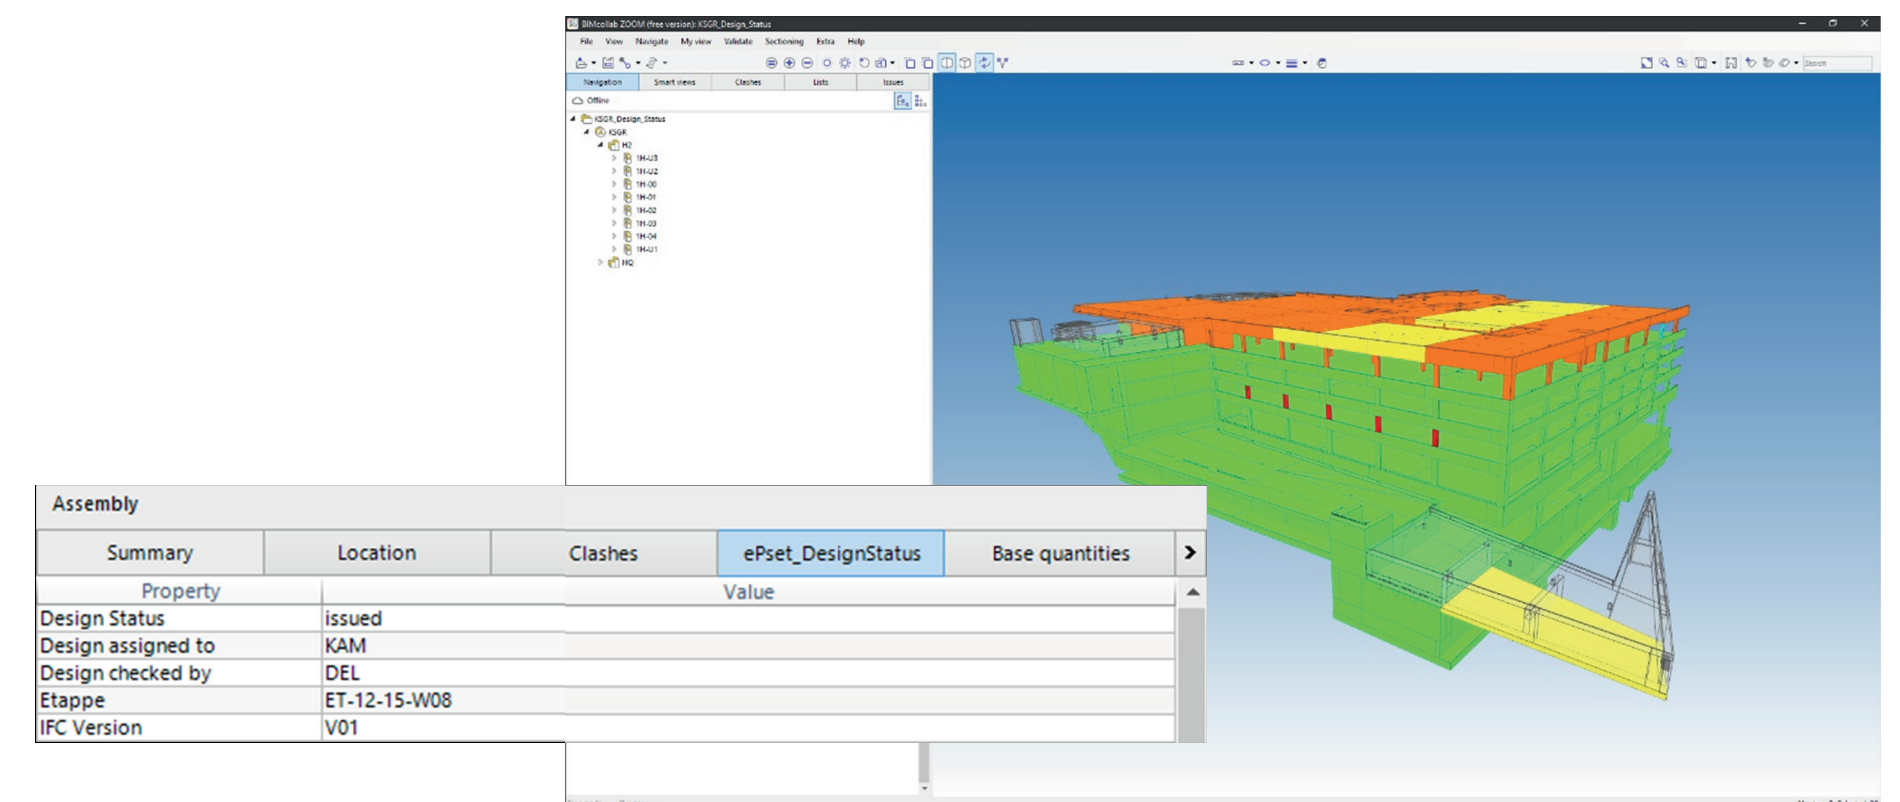 BIMcollab ZOOM (free version): KSGR_Design_Status
File View Navigate My view Validate Sectioning Extra Help
Search
Navigation Smart views Clashes Lists Issues
Offline
KSGR_Design_Status
KSGR
H2
1H-U3
1H-U2
1H-00
1H-01
1H-02
1H-03
1H-04
1H-U1
HQ
Assembly
Summary Location Clashes ePset_DesignStatus Base quantities >
Property Value
Design Status issued
Design assigned to KAM
Design checked by DEL
Etappe ET-12-15-W08
IFC Version V01